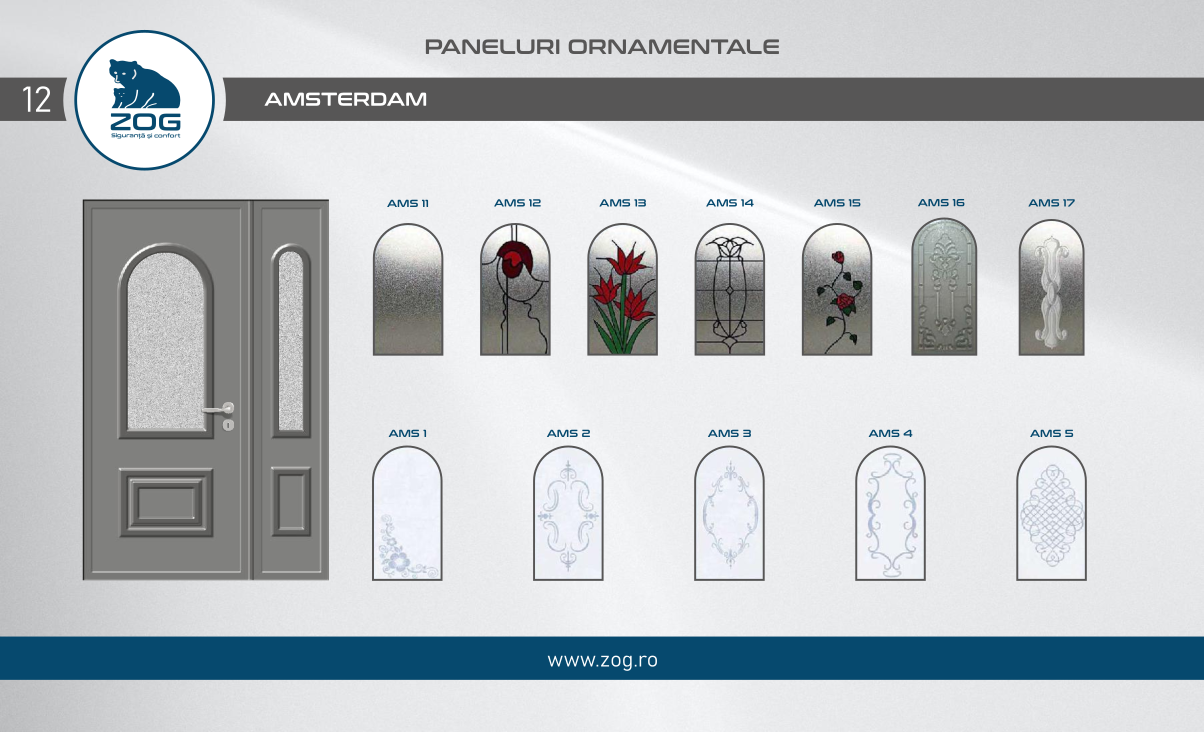 PANELURI ORNAMENTALE
12
AMSTERDAM
ZOG
Siguranță și confort
AMS 11
AMS 12
AMS 13
AMS 14
AMS 15
AMS 16
AMS 17
AMS 1
AMS 2
AMS 3
AMS 4
AMS 5
www.zog.ro